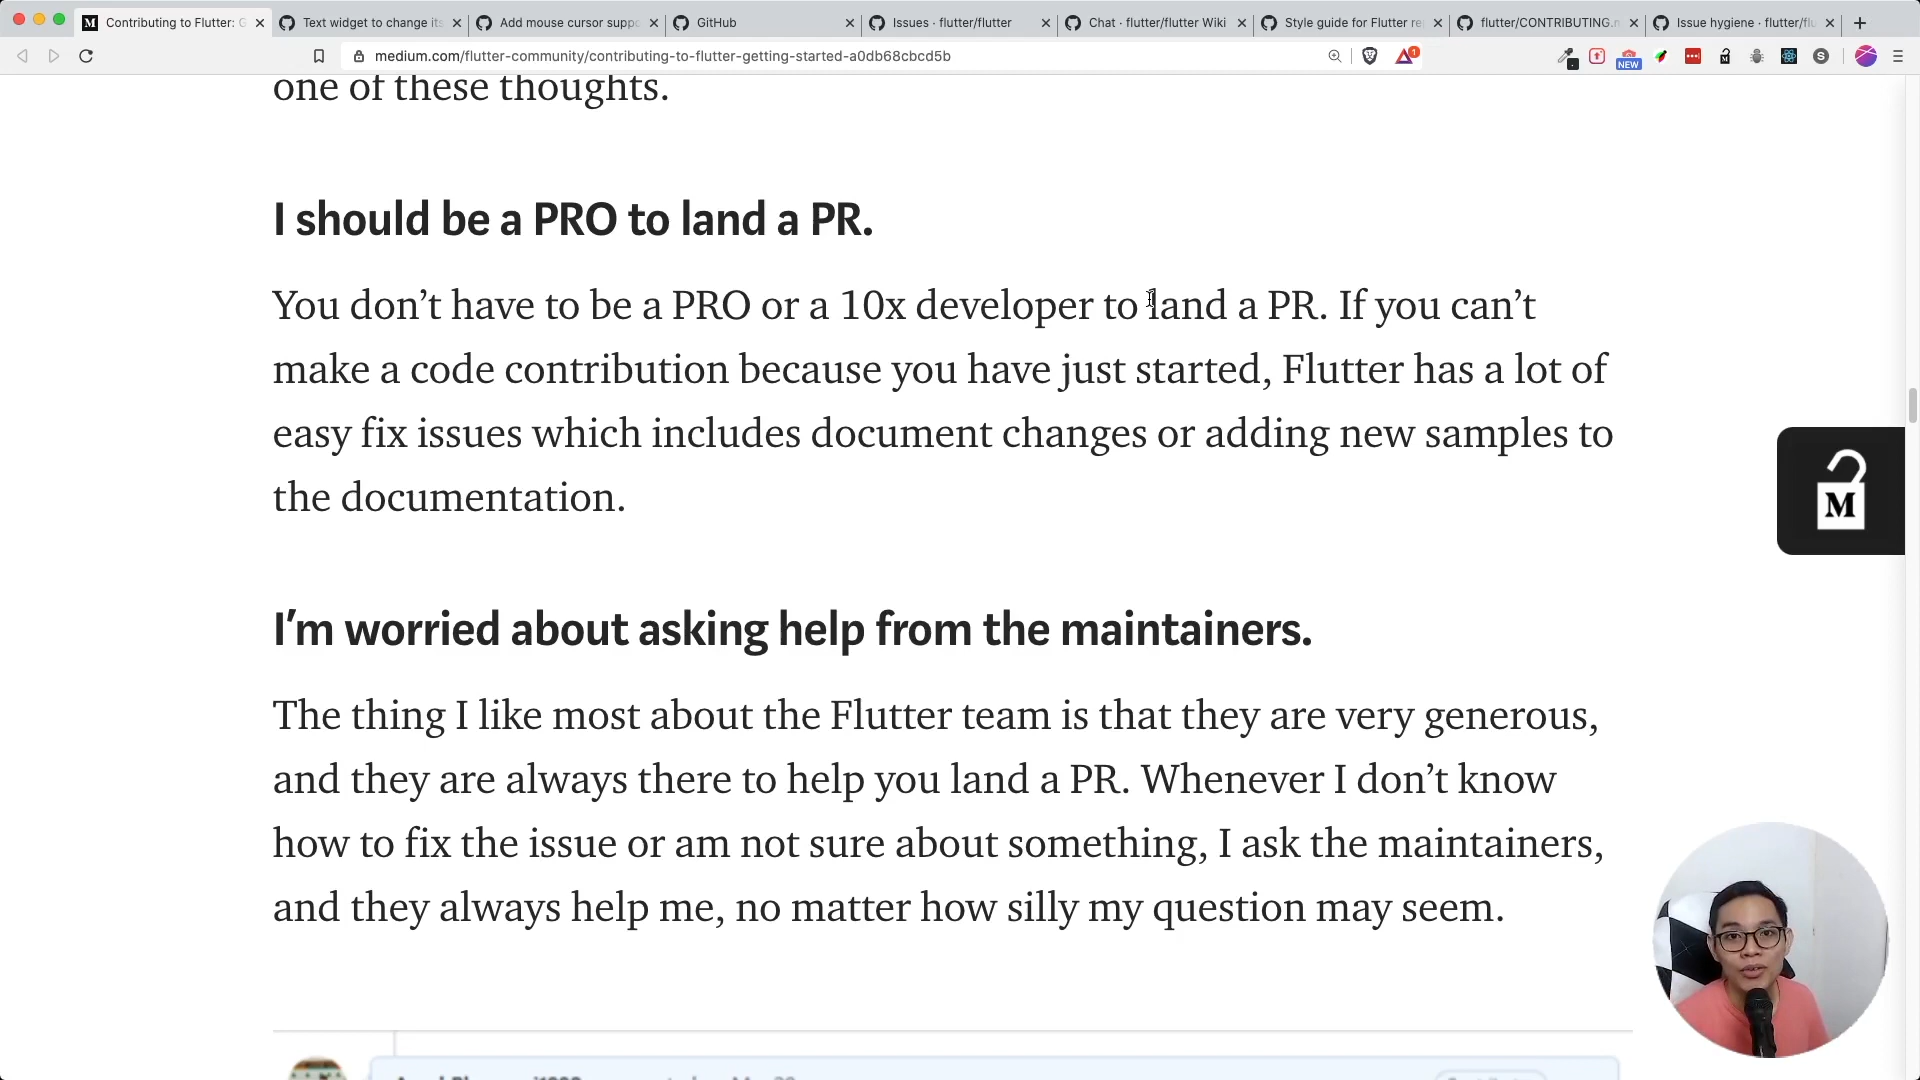 Contributing to Flutter: G
Text widget to change its
Add mouse cursor suppo
GitHub
Issues · flutter/flutter
Chat · flutter/flutter Wiki
Style guide for Flutter re
flutter/CONTRIBUTING.m
Issue hygiene · flutter/flu
medium.com/flutter-community/contributing-to-flutter-getting-started-a0db68cbcd5b
1
NEW
S
one of these thoughts.
I should be a PRO to land a PR.
You don’t have to be a PRO or a 10x developer to land a PR. If you can’t
make a code contribution because you have just started, Flutter has a lot of
easy fix issues which includes document changes or adding new samples to
the documentation.
M
I’m worried about asking help from the maintainers.
The thing I like most about the Flutter team is that they are very generous,
and they are always there to help you land a PR. Whenever I don’t know
how to fix the issue or am not sure about something, I ask the maintainers,
and they always help me, no matter how silly my question may seem.